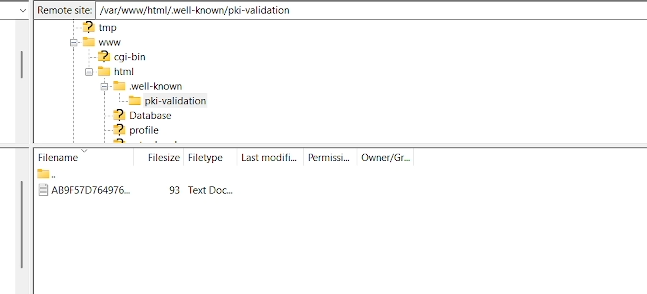 Remote site: /var/www/html/.well-known/pki-validation
tmp
www
cgi-bin
html
.well-known
pki-validation
Database
profile
Filename Filesize Filetype Last modifi... Permissi... Owner/Gr...
..
AB9F57D764976... 93 Text Doc...